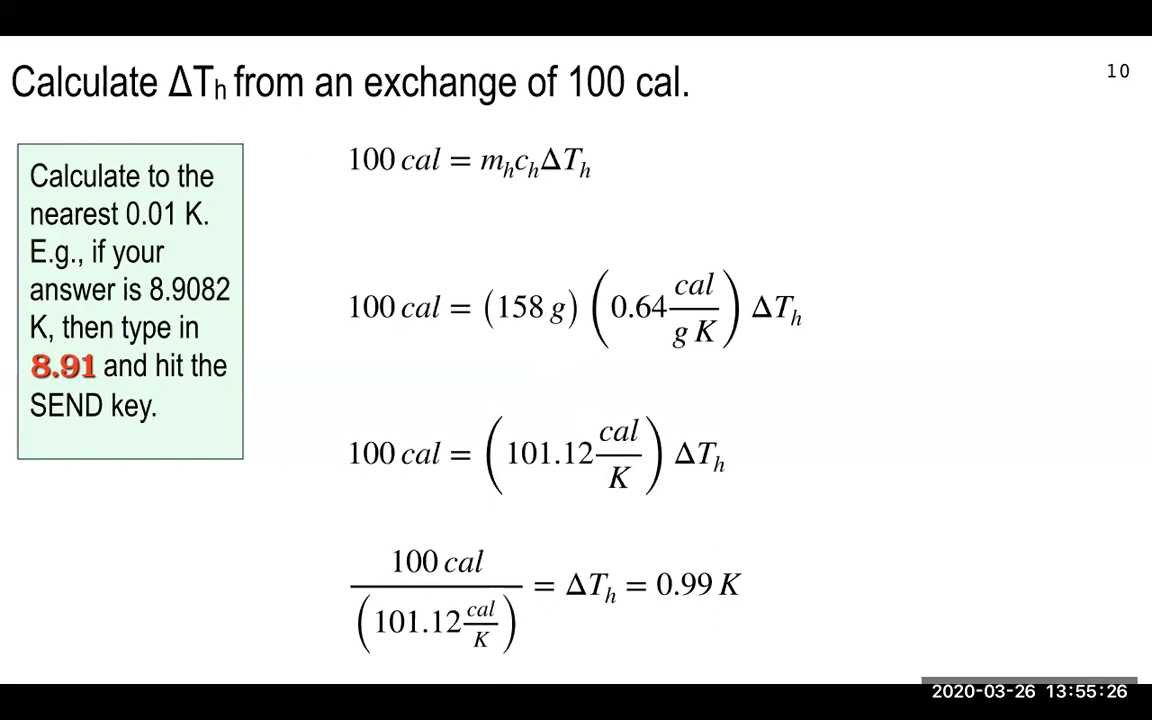 Calculate ΔTh from an exchange of 100 cal.
10
Calculate to the
nearest 0.01 K.
E.g., if your
answer is 8.9082
K, then type in
8.91 and hit the
SEND key.
100 cal = mhchΔTh
100 cal = (158 g) (0.64 cal/g K) ΔTh
100 cal = (101.12 cal/K) ΔTh
100 cal/(101.12 cal/K) = ΔTh = 0.99 K
2020-03-26 13:55:26